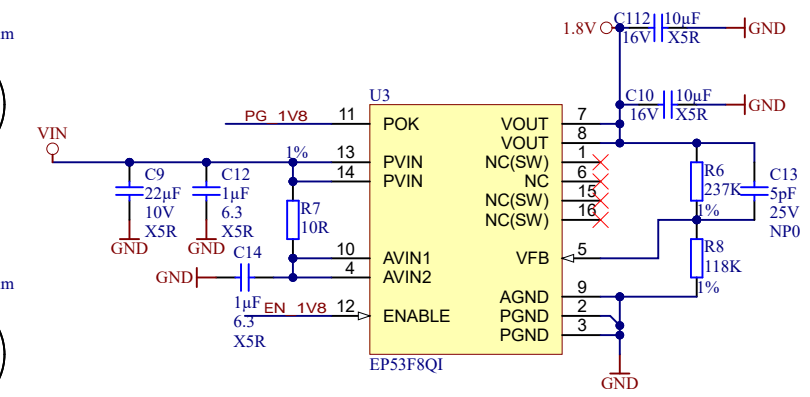 m
C112 10µF
1.8V GND
16V X5R
U3
C10 10µF
GND
16V X5R
PG_1V8 11 POK VOUT 7
VOUT 8
VIN
1% 13 PVIN NC(SW) 1
14 PVIN NC 6
C9 C12
22µF 1µF
10V 6.3
X5R X5R
GND GND
R7
10R
NC(SW) 15
NC(SW) 16
R6
237K
1%
C13
5pF
25V
NP0
C14
GND
1µF
6.3
X5R
10 AVIN1 VFB 5
4 AVIN2
R8
118K
1%
m
EN_1V8 12 ENABLE
AGND 9
PGND 2
PGND 3
EP53F8QI
GND